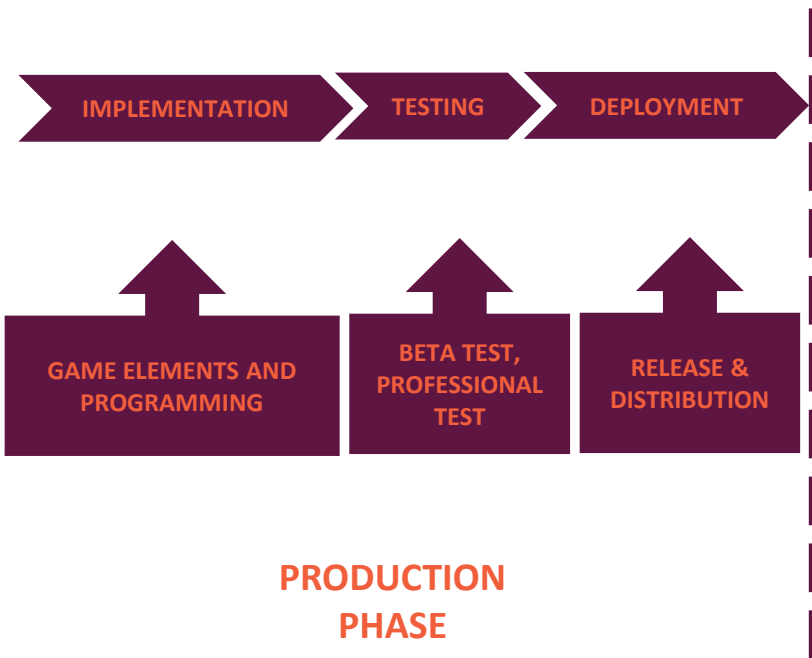 IMPLEMENTATION
TESTING
DEPLOYMENT
GAME ELEMENTS AND
PROGRAMMING
BETA TEST,
PROFESSIONAL
TEST
RELEASE &
DISTRIBUTION
PRODUCTION
PHASE